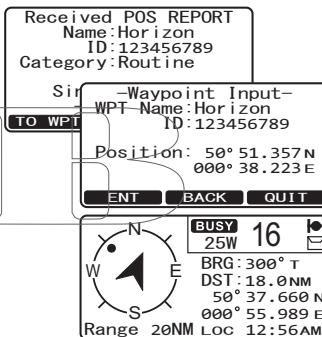 Received POS REPORT
Name:Horizon
ID:123456789
Category:Routine
TO WPT
-Waypoint Input-
WPT Name:Horizon
ID:123456789
Position: 50°51.357N
000°38.223E
ENT BACK QUIT
BUSY
25W 16
N
W E
S
BRG:300°T
DST:18.0NM
50°37.660N
000°55.989E
Range 20NM LOC 12:56AM